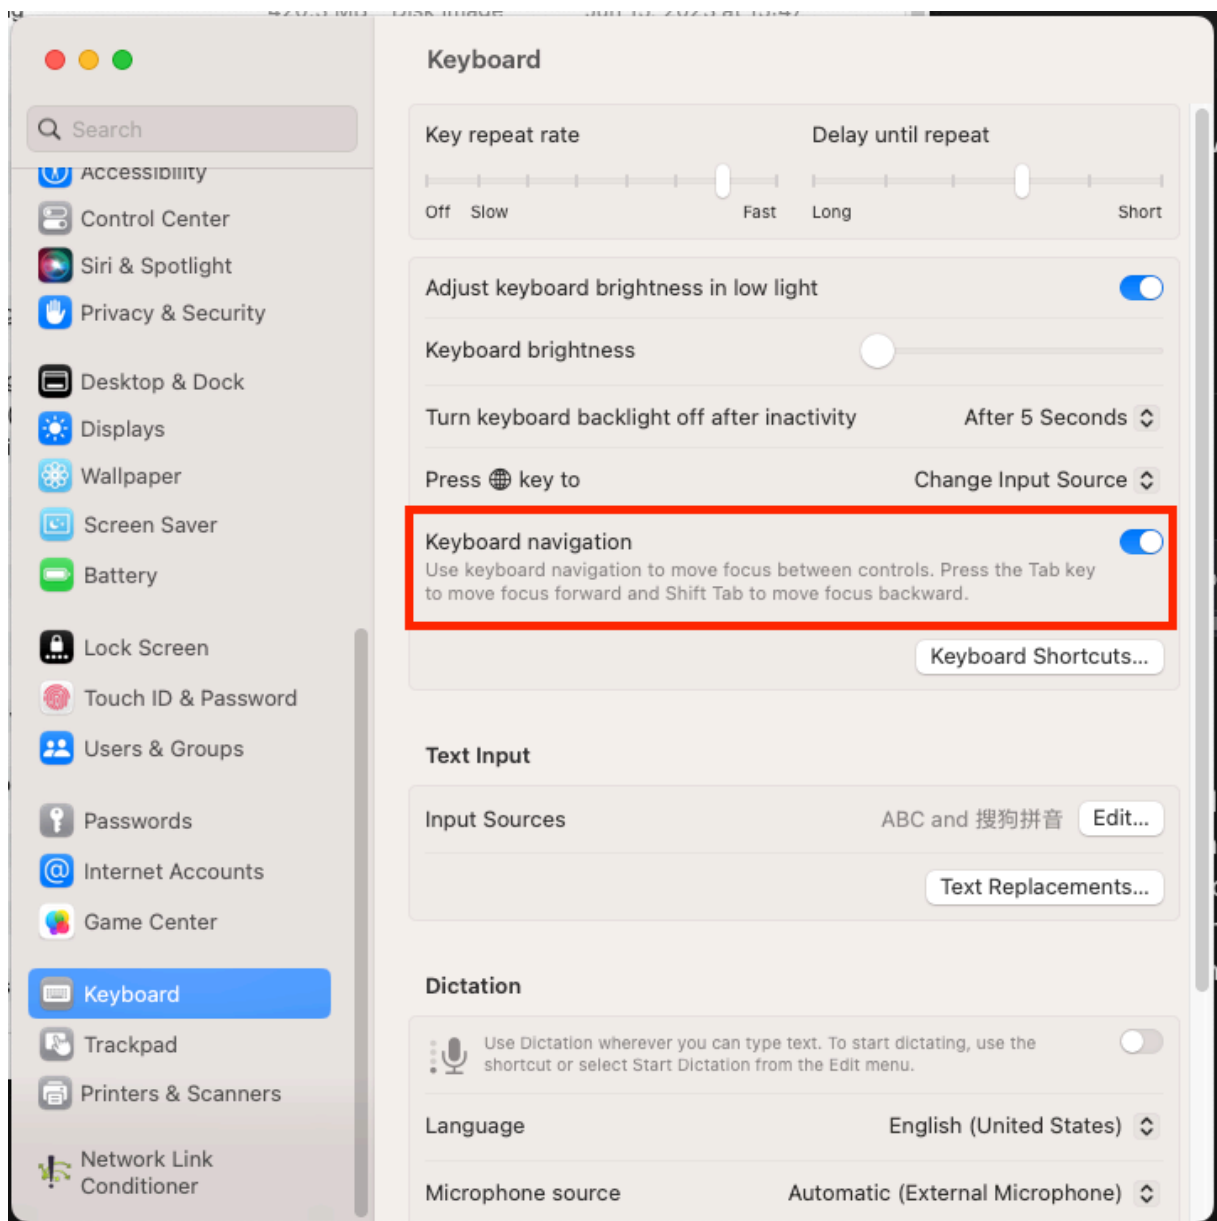 Keyboard
Search
Accessibility
Control Center
Siri & Spotlight
Privacy & Security
Desktop & Dock
Displays
Wallpaper
Screen Saver
Battery
Lock Screen
Touch ID & Password
Users & Groups
Passwords
Internet Accounts
Game Center
Keyboard
Trackpad
Printers & Scanners
Network Link
Conditioner
Key repeat rate
Delay until repeat
Off Slow Fast
Long Short
Adjust keyboard brightness in low light
Keyboard brightness
Turn keyboard backlight off after inactivity After 5 Seconds
Press key to Change Input Source
Keyboard navigation
Use keyboard navigation to move focus between controls. Press the Tab key
to move focus forward and Shift Tab to move focus backward.
Keyboard Shortcuts...
Text Input
Input Sources ABC and 搜狗拼音 Edit...
Text Replacements...
Dictation
Use Dictation wherever you can type text. To start dictating, use the
shortcut or select Start Dictation from the Edit menu.
Language English (United States)
Microphone source Automatic (External Microphone)